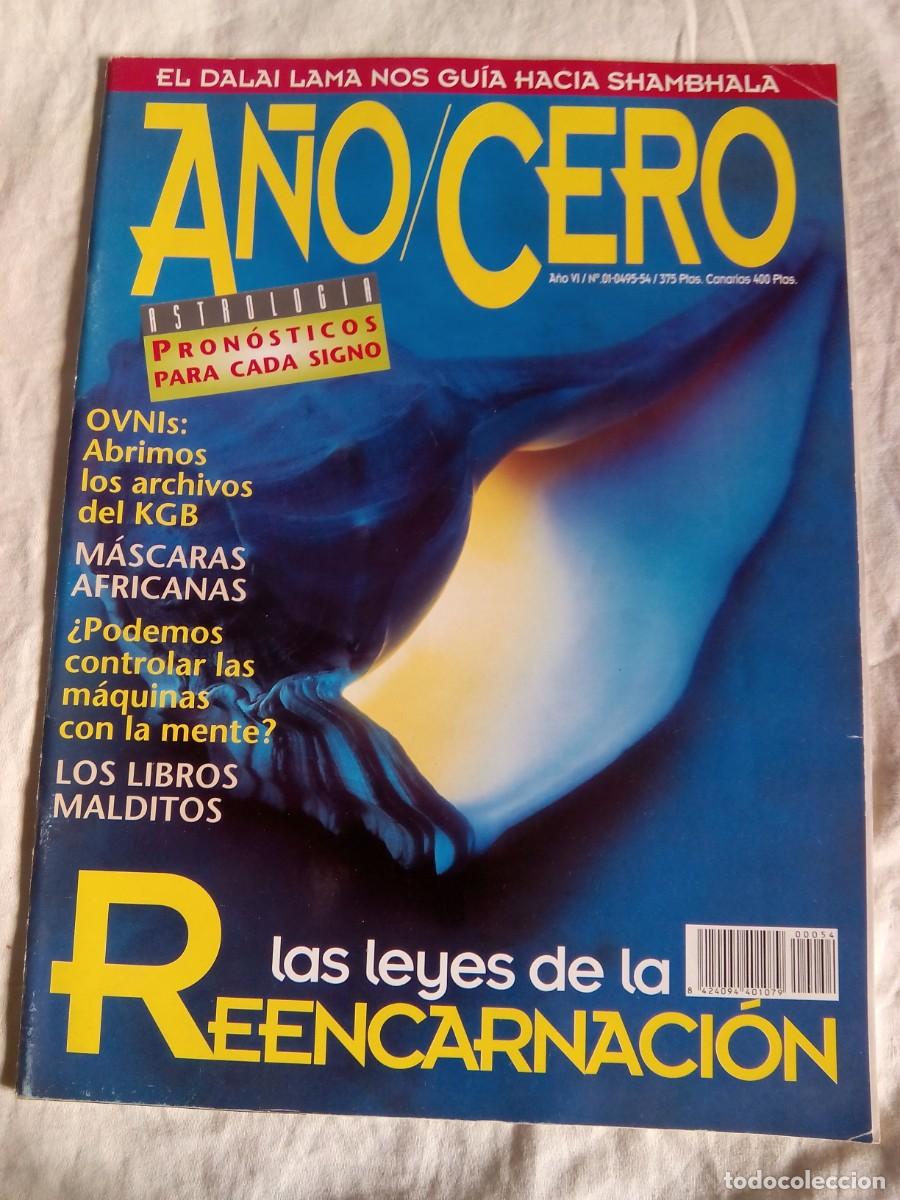 EL DALAI LAMA NOS GUÍA HACIA SHAMBHALA
AÑO/CERO
Año VI / Nº.01-0495-54 / 375 Ptas. Canarias 400 Ptas.
ASTROLOGÍA
PRONÓSTICOS
PARA CADA SIGNO
OVNIs:
Abrimos
los archivos
del KGB
MÁSCARAS
AFRICANAS
¿Podemos
controlar las
máquinas
con la mente?
LOS LIBROS
MALDITOS
las leyes de la
REENCARNACIÓN
00054
8 424094 401079
todocoleccion